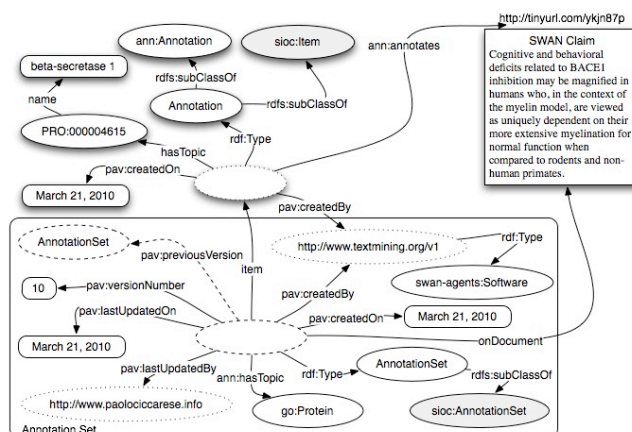 http://tinyurl.com/ykjn87p
ann:Annotation
sioc:Item
ann:annotates
SWAN Claim
Cognitive and behavioral
deficits related to BACE1
inhibition may be magnified in
humans who, in the context of
the myelin model, are viewed
as uniquely dependent on their
more extensive myelination for
normal function when
compared to rodents and non-
human primates.
beta-secretase 1
rdfs:subClassOf
name
Annotation
rdfs:subClassOf
PRO:000004615
rdf:Type
hasTopic
pav:createdOn
March 21, 2010
pav:createdBy
AnnotationSet
pav:previousVersion
http://www.textmining.org/v1
rdf:Type
item
10
pav:versionNumber
pav:createdBy
swan-agents:Software
pav:lastUpdatedOn
pav:createdOn
March 21, 2010
March 21, 2010
onDocument
pav:lastUpdatedBy
ann:hasTopic
rdf:Type
AnnotationSet
rdfs:subClassOf
http://www.paolociccarese.info
go:Protein
sioc:AnnotationSet
Annotation Set